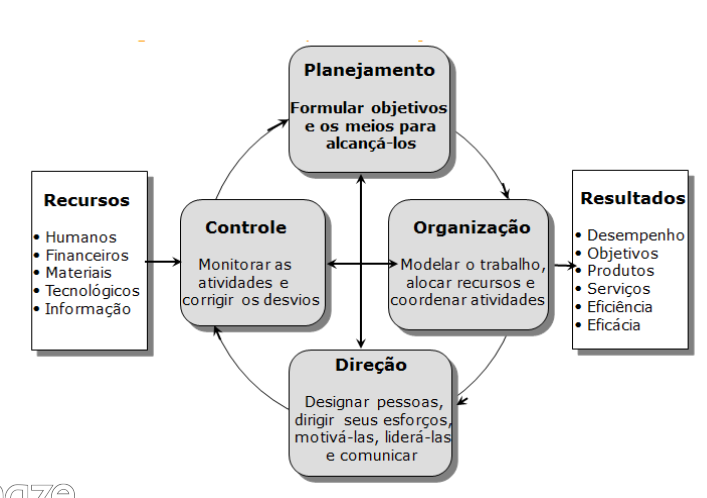 Planejamento
Formular objetivos
e os meios para
alcançá-los
Recursos
• Humanos
• Financeiros
• Materiais
• Tecnológicos
• Informação
Controle
Monitorar as
atividades e
corrigir os desvios
Organização
Modelar o trabalho,
alocar recursos e
coordenar atividades
Resultados
• Desempenho
• Objetivos
• Produtos
• Serviços
• Eficiência
• Eficácia
Direção
Designar pessoas,
dirigir seus esforços,
motivá-las, liderá-las
e comunicar